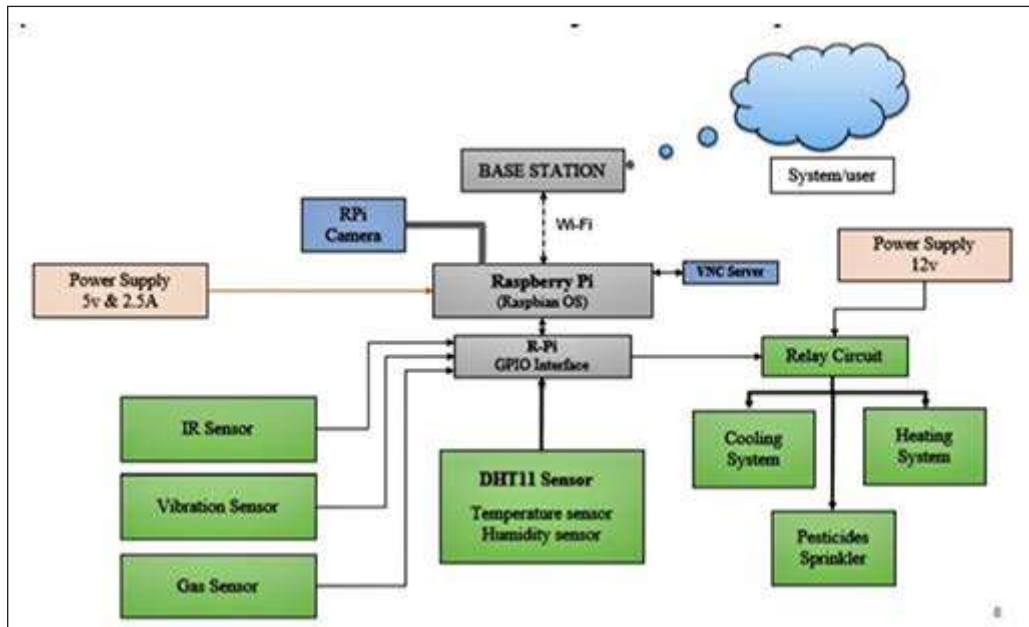 BASE STATION
System/user
RPi
Camera
Wi-Fi
Power Supply
12v
Power Supply
5v & 2.5A
Raspberry Pi
(Raspbian OS)
VNC Server
R-Pi
GPIO Interface
Relay Circuit
IR Sensor
Cooling
System
Heating
System
DHT11 Sensor
Temperature sensor
Humidity sensor
Vibration Sensor
Pesticides
Sprinkler
Gas Sensor
8